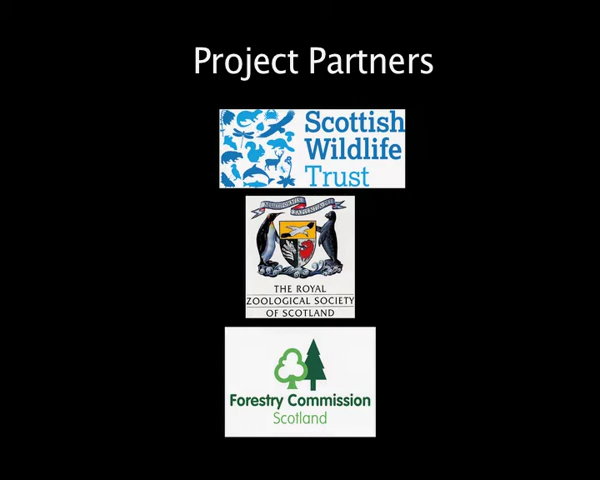 Project Partners
Scottish
Wildlife
Trust
THE ROYAL
ZOOLOGICAL SOCIETY
OF SCOTLAND
Forestry Commission
Scotland